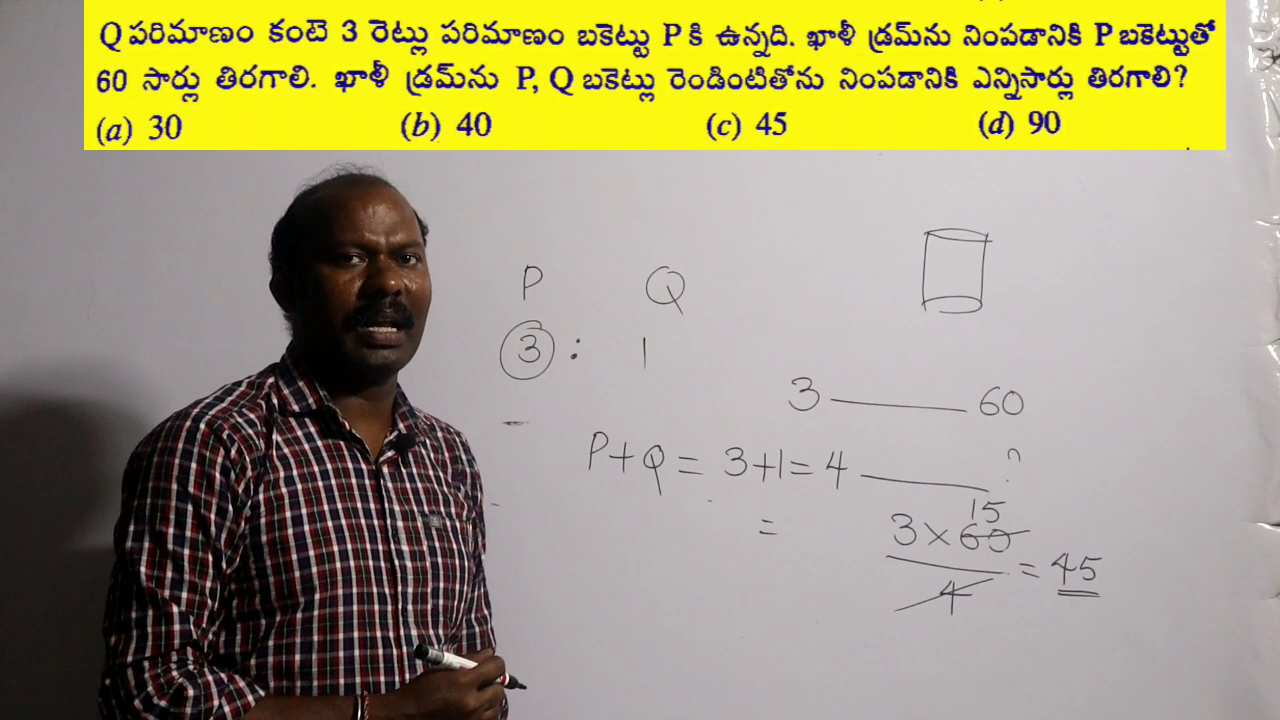 Q పరిమాణం కంటె 3 రెట్లు పరిమాణం బకెట్టు P కి ఉన్నది. ఖాళీ డ్రమ్‌ను నింపడానికి P బకెట్టుతో
60 సార్లు తిరగాలి. ఖాళీ డ్రమ్‌ను P, Q బకెట్లు రెండింటితోను నింపడానికి ఎన్నిసార్లు తిరగాలి?
(a) 30 (b) 40 (c) 45 (d) 90
P Q
3 : 1
3 — 60
P+Q = 3+1 = 4 — ?
15
= 3 × 60
= 45
4